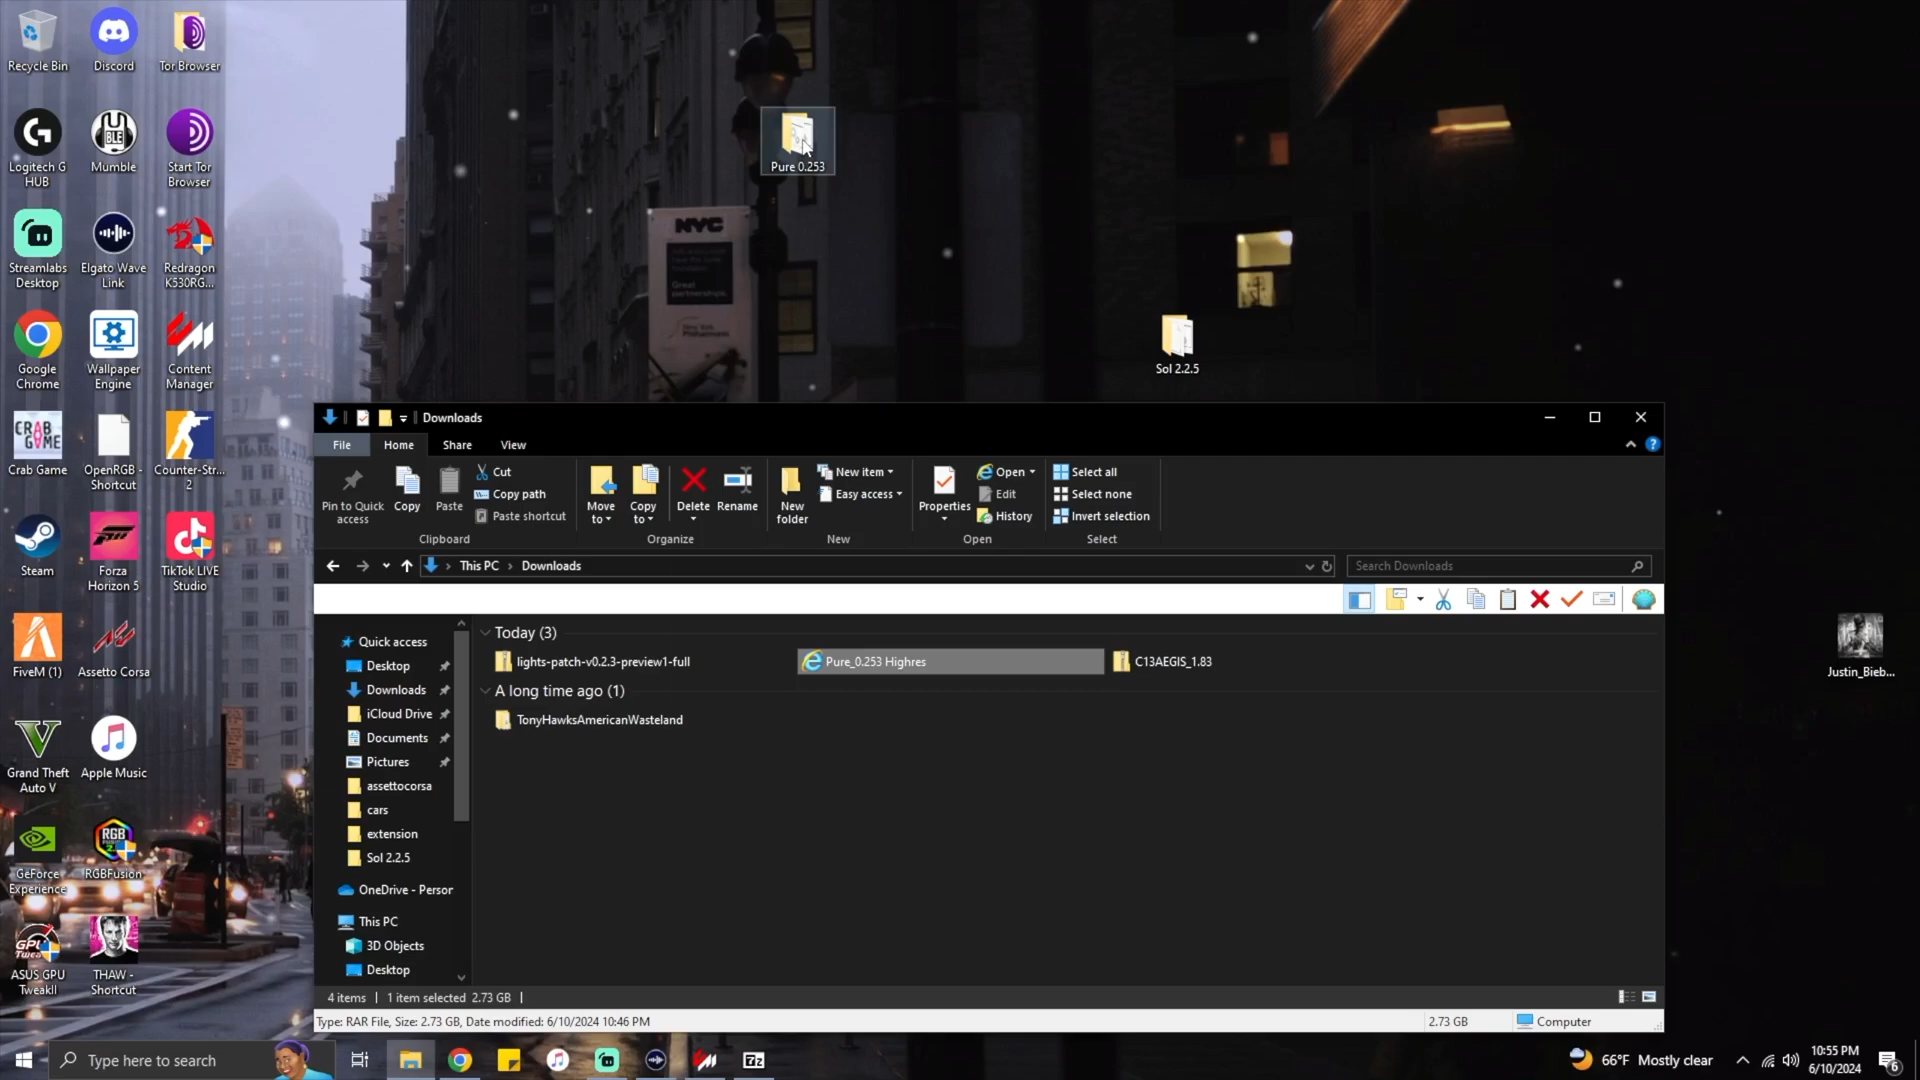 Recycle Bin
Discord
Tor Browser
Logitech G
HUB
Mumble
Start Tor
Browser
Streamlabs
Desktop
Elgato Wave
Link
Redragon
K530RG...
Google
Chrome
Wallpaper
Engine
Content
Manager
CRAB
GAME
Crab Game
OpenRGB -
Shortcut
Counter-Str...
2
Steam
Forza
Horizon 5
TikTok LIVE
Studio
FiveM (1)
Assetto Corsa
Grand Theft
Auto V
Apple Music
GeForce
Experience
RGB
RGBFusion
ASUS GPU
TweakII
THAW -
Shortcut
Pure 0.253
NYC
Great
partnerships.
Sol 2.2.5
Justin_Bieb...
Downloads
File
Home
Share
View
Pin to Quick
access
Copy
Paste
Cut
Copy path
Paste shortcut
Clipboard
Move
to
Copy
to
Delete
Rename
Organize
New
folder
New item
Easy access
New
Properties
Open
Edit
History
Open
Select all
Select none
Invert selection
Select
This PC
Downloads
Search Downloads
Quick access
Desktop
Downloads
iCloud Drive
Documents
Pictures
assettocorsa
cars
extension
Sol 2.2.5
OneDrive - Person
This PC
3D Objects
Desktop
Today (3)
lights-patch-v0.2.3-preview1-full
Pure_0.253 Highres
C13AEGIS_1.83
A long time ago (1)
TonyHawksAmericanWasteland
4 items
1 item selected 2.73 GB
Type: RAR File, Size: 2.73 GB, Date modified: 6/10/2024 10:46 PM
2.73 GB
Computer
Type here to search
7z
66°F Mostly clear
10:55 PM
6/10/2024
6